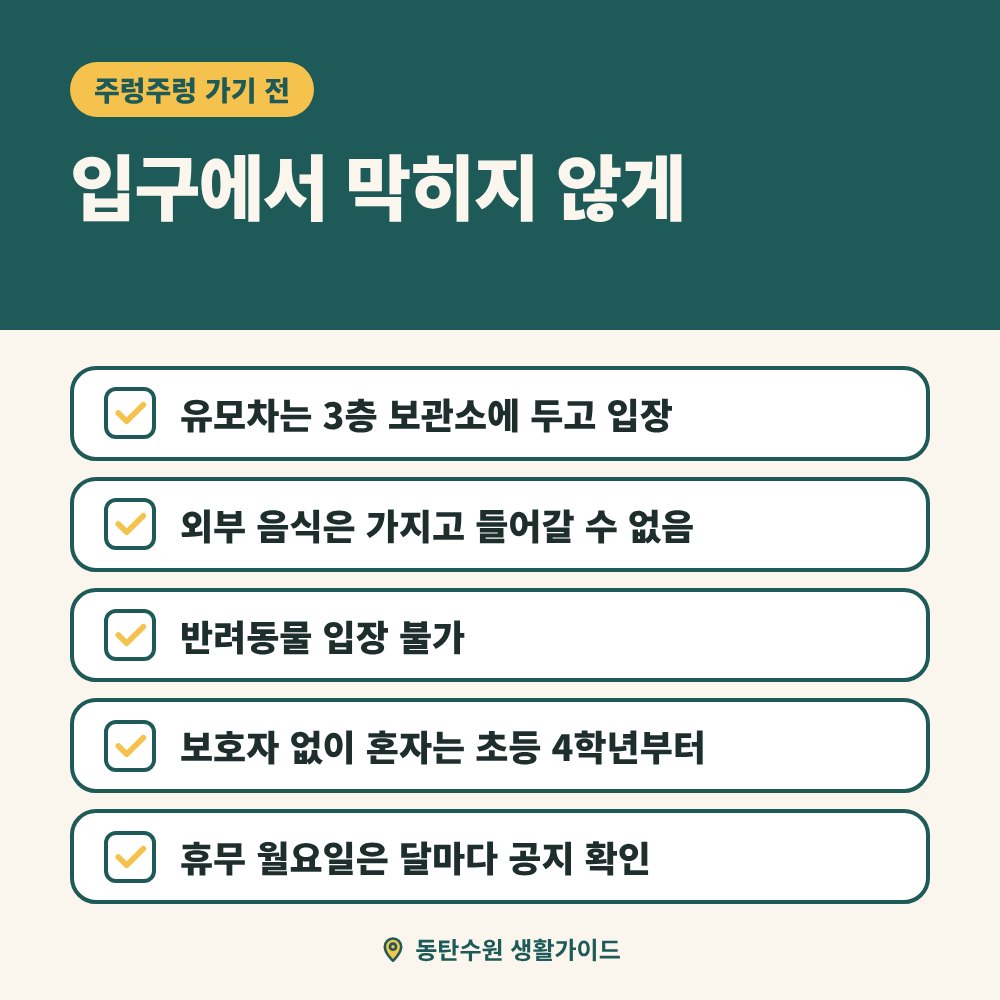 주렁주렁 가기 전
입구에서 막히지 않게
유모차는 3층 보관소에 두고 입장
외부 음식은 가지고 들어갈 수 없음
반려동물 입장 불가
보호자 없이 혼자는 초등 4학년부터
휴무 월요일은 달마다 공지 확인
동탄수원 생활가이드